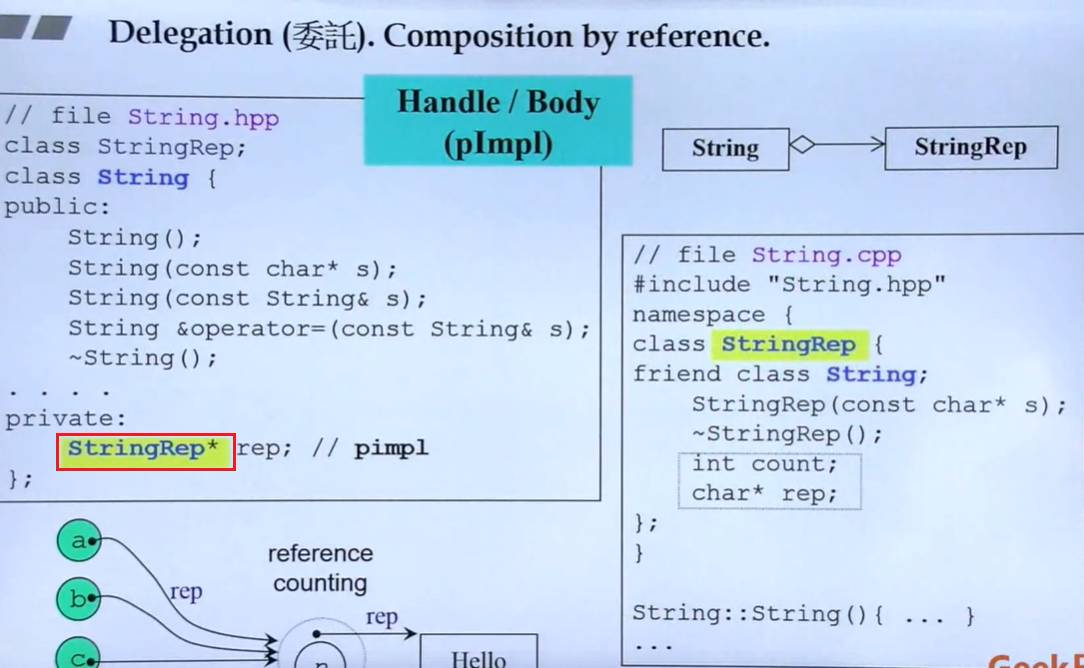 Delegation (委託). Composition by reference.
Handle / Body
(pImpl)
// file String.hpp
class StringRep;
class String {
public:
String();
String(const char* s);
String(const String& s);
String &operator=(const String& s);
~String();
. . . .
private:
StringRep* rep; // pimpl
};
String
StringRep
// file String.cpp
#include "String.hpp"
namespace {
class StringRep {
friend class String;
StringRep(const char* s);
~StringRep();
int count;
char* rep;
};
}
String::String(){ ... }
...
a
b
c
rep
reference
counting
rep
n
Hello